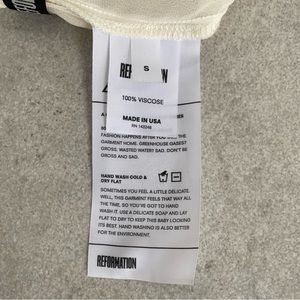 REF
S
ION
100% VISCOSE
MADE IN USA
RN 143246
FASHION HAPPENS AFTER YOU
THE
GARMENT HOME. GREENHOUSE GASES?
GROSS. WASTED WATER? SAD. DON'T BE
GROSS AND SAD.
HAND WASH COLD &
DRY FLAT
SOMETIMES YOU FEEL A LITTLE DELICATE.
WELL, THIS GARMENT FEELS THAT WAY ALL
THE TIME, SO YOU'VE GOT TO HAND
WASH IT. USE A DELICATE SOAP AND LAY
FLAT TO DRY TO KEEP THIS BABY LOOKING
ITS BEST. HAND WASHING IS ALSO BETTER
FOR THE ENVIRONMENT.
REFORMATION